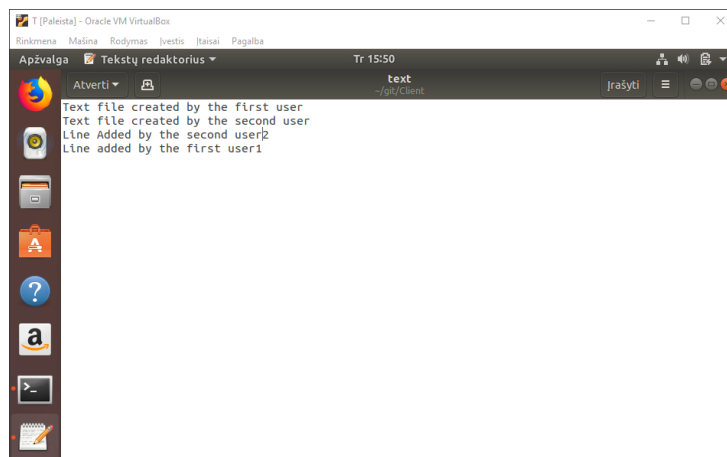 T [Paleista] - Oracle VM VirtualBox
Rinkmena Mašina Rodymas Įvestis Įtaisai Pagalba
Apžvalga Tekstų redaktorius Tr 15:50
Atverti text Įrašyti
~/git/Client
Text file created by the first user
Text file created by the second user
Line Added by the second user2
Line added by the first user1